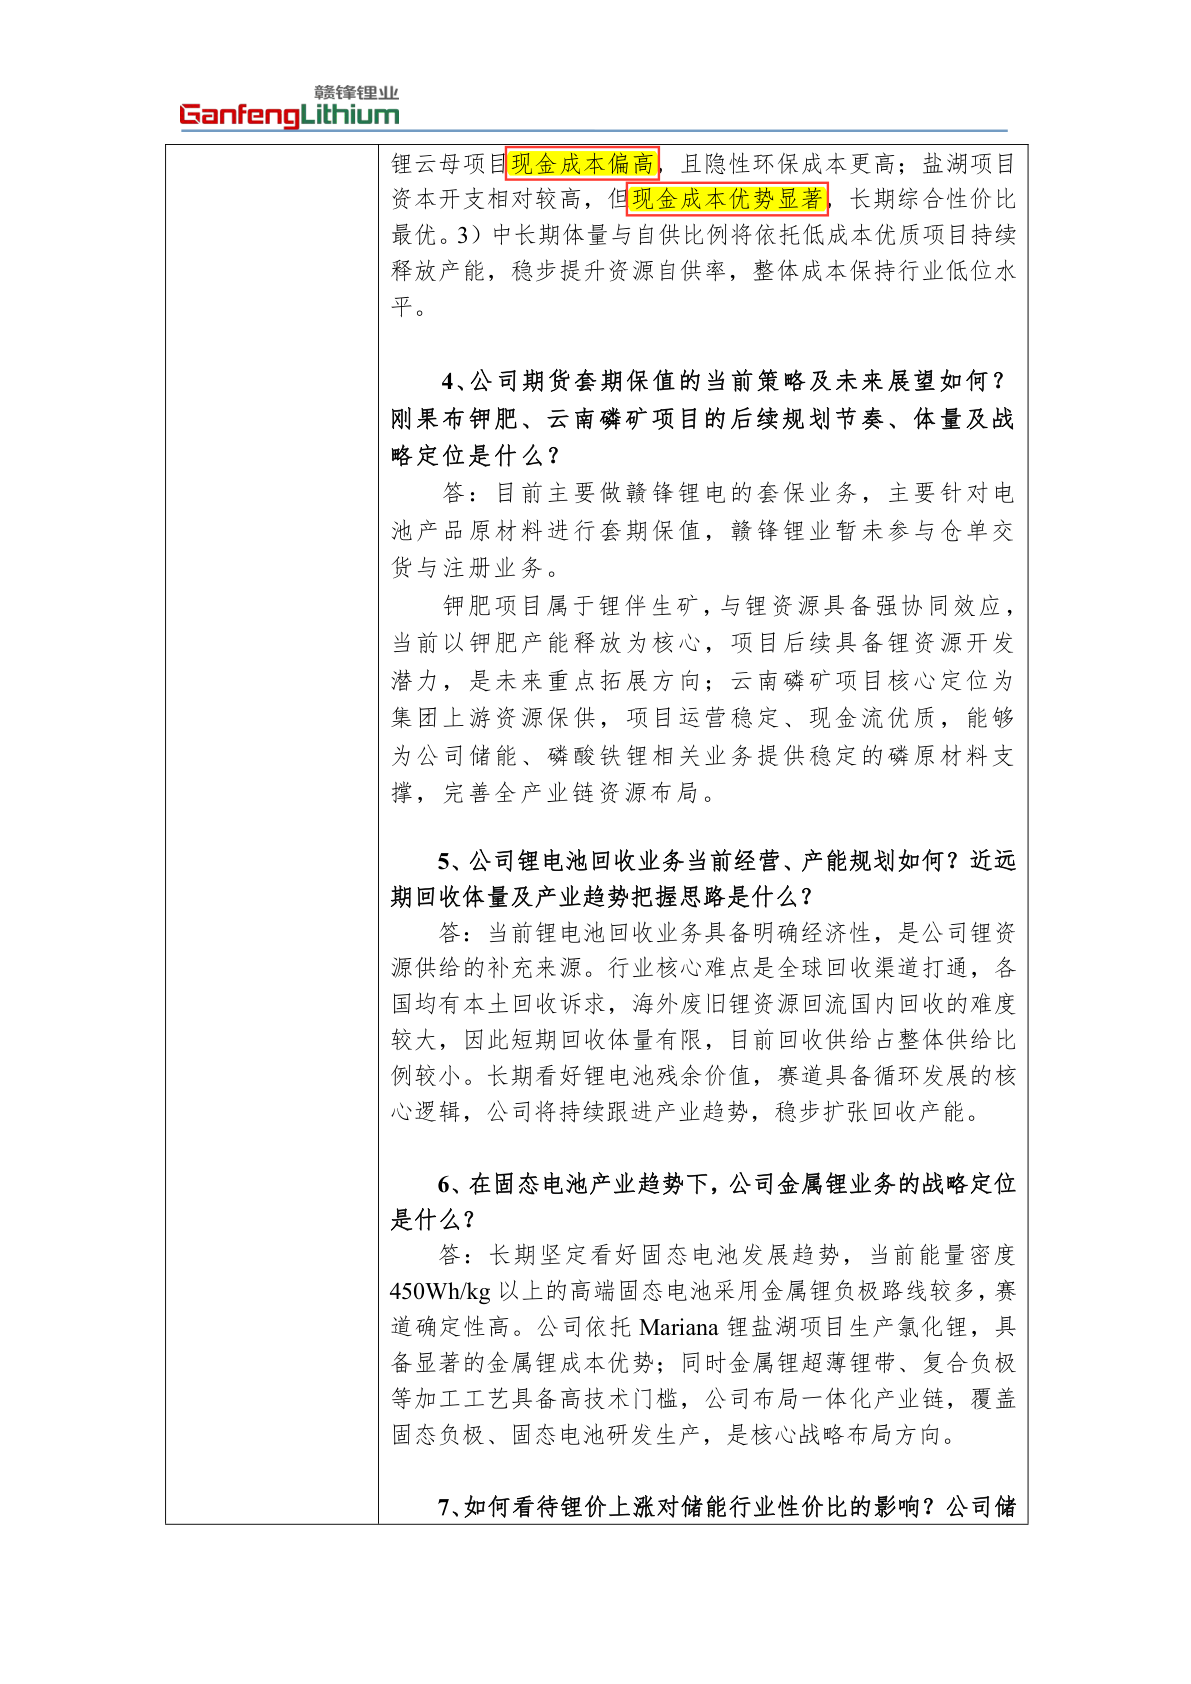 赣锋锂业
GanfengLithium
锂云母项目现金成本偏高，且隐性环保成本更高；盐湖项目
资本开支相对较高，但现金成本优势显著，长期综合性价比
最优。3）中长期体量与自供比例将依托低成本优质项目持续
释放产能，稳步提升资源自供率，整体成本保持行业低位水
平。
4、公司期货套期保值的当前策略及未来展望如何？
刚果布钾肥、云南磷矿项目的后续规划节奏、体量及战
略定位是什么？
答：目前主要做赣锋锂电的套保业务，主要针对电
池产品原材料进行套期保值，赣锋锂业暂未参与仓单交
货与注册业务。
钾肥项目属于锂伴生矿，与锂资源具备强协同效应，
当前以钾肥产能释放为核心，项目后续具备锂资源开发
潜力，是未来重点拓展方向；云南磷矿项目核心定位为
集团上游资源保供，项目运营稳定、现金流优质，能够
为公司储能、磷酸铁锂相关业务提供稳定的磷原材料支
撑，完善全产业链资源布局。
5、公司锂电池回收业务当前经营、产能规划如何？近远
期回收体量及产业趋势把握思路是什么？
答：当前锂电池回收业务具备明确经济性，是公司锂资
源供给的补充来源。行业核心难点是全球回收渠道打通，各
国均有本土回收诉求，海外废旧锂资源回流国内回收的难度
较大，因此短期回收体量有限，目前回收供给占整体供给比
例较小。长期看好锂电池残余价值，赛道具备循环发展的核
心逻辑，公司将持续跟进产业趋势，稳步扩张回收产能。
6、在固态电池产业趋势下，公司金属锂业务的战略定位
是什么？
答：长期坚定看好固态电池发展趋势，当前能量密度
450Wh/kg 以上的高端固态电池采用金属锂负极路线较多，赛
道确定性高。公司依托 Mariana 锂盐湖项目生产氯化锂，具
备显著的金属锂成本优势；同时金属锂超薄锂带、复合负极
等加工工艺具备高技术门槛，公司布局一体化产业链，覆盖
固态负极、固态电池研发生产，是核心战略布局方向。
7、如何看待锂价上涨对储能行业性价比的影响？公司储